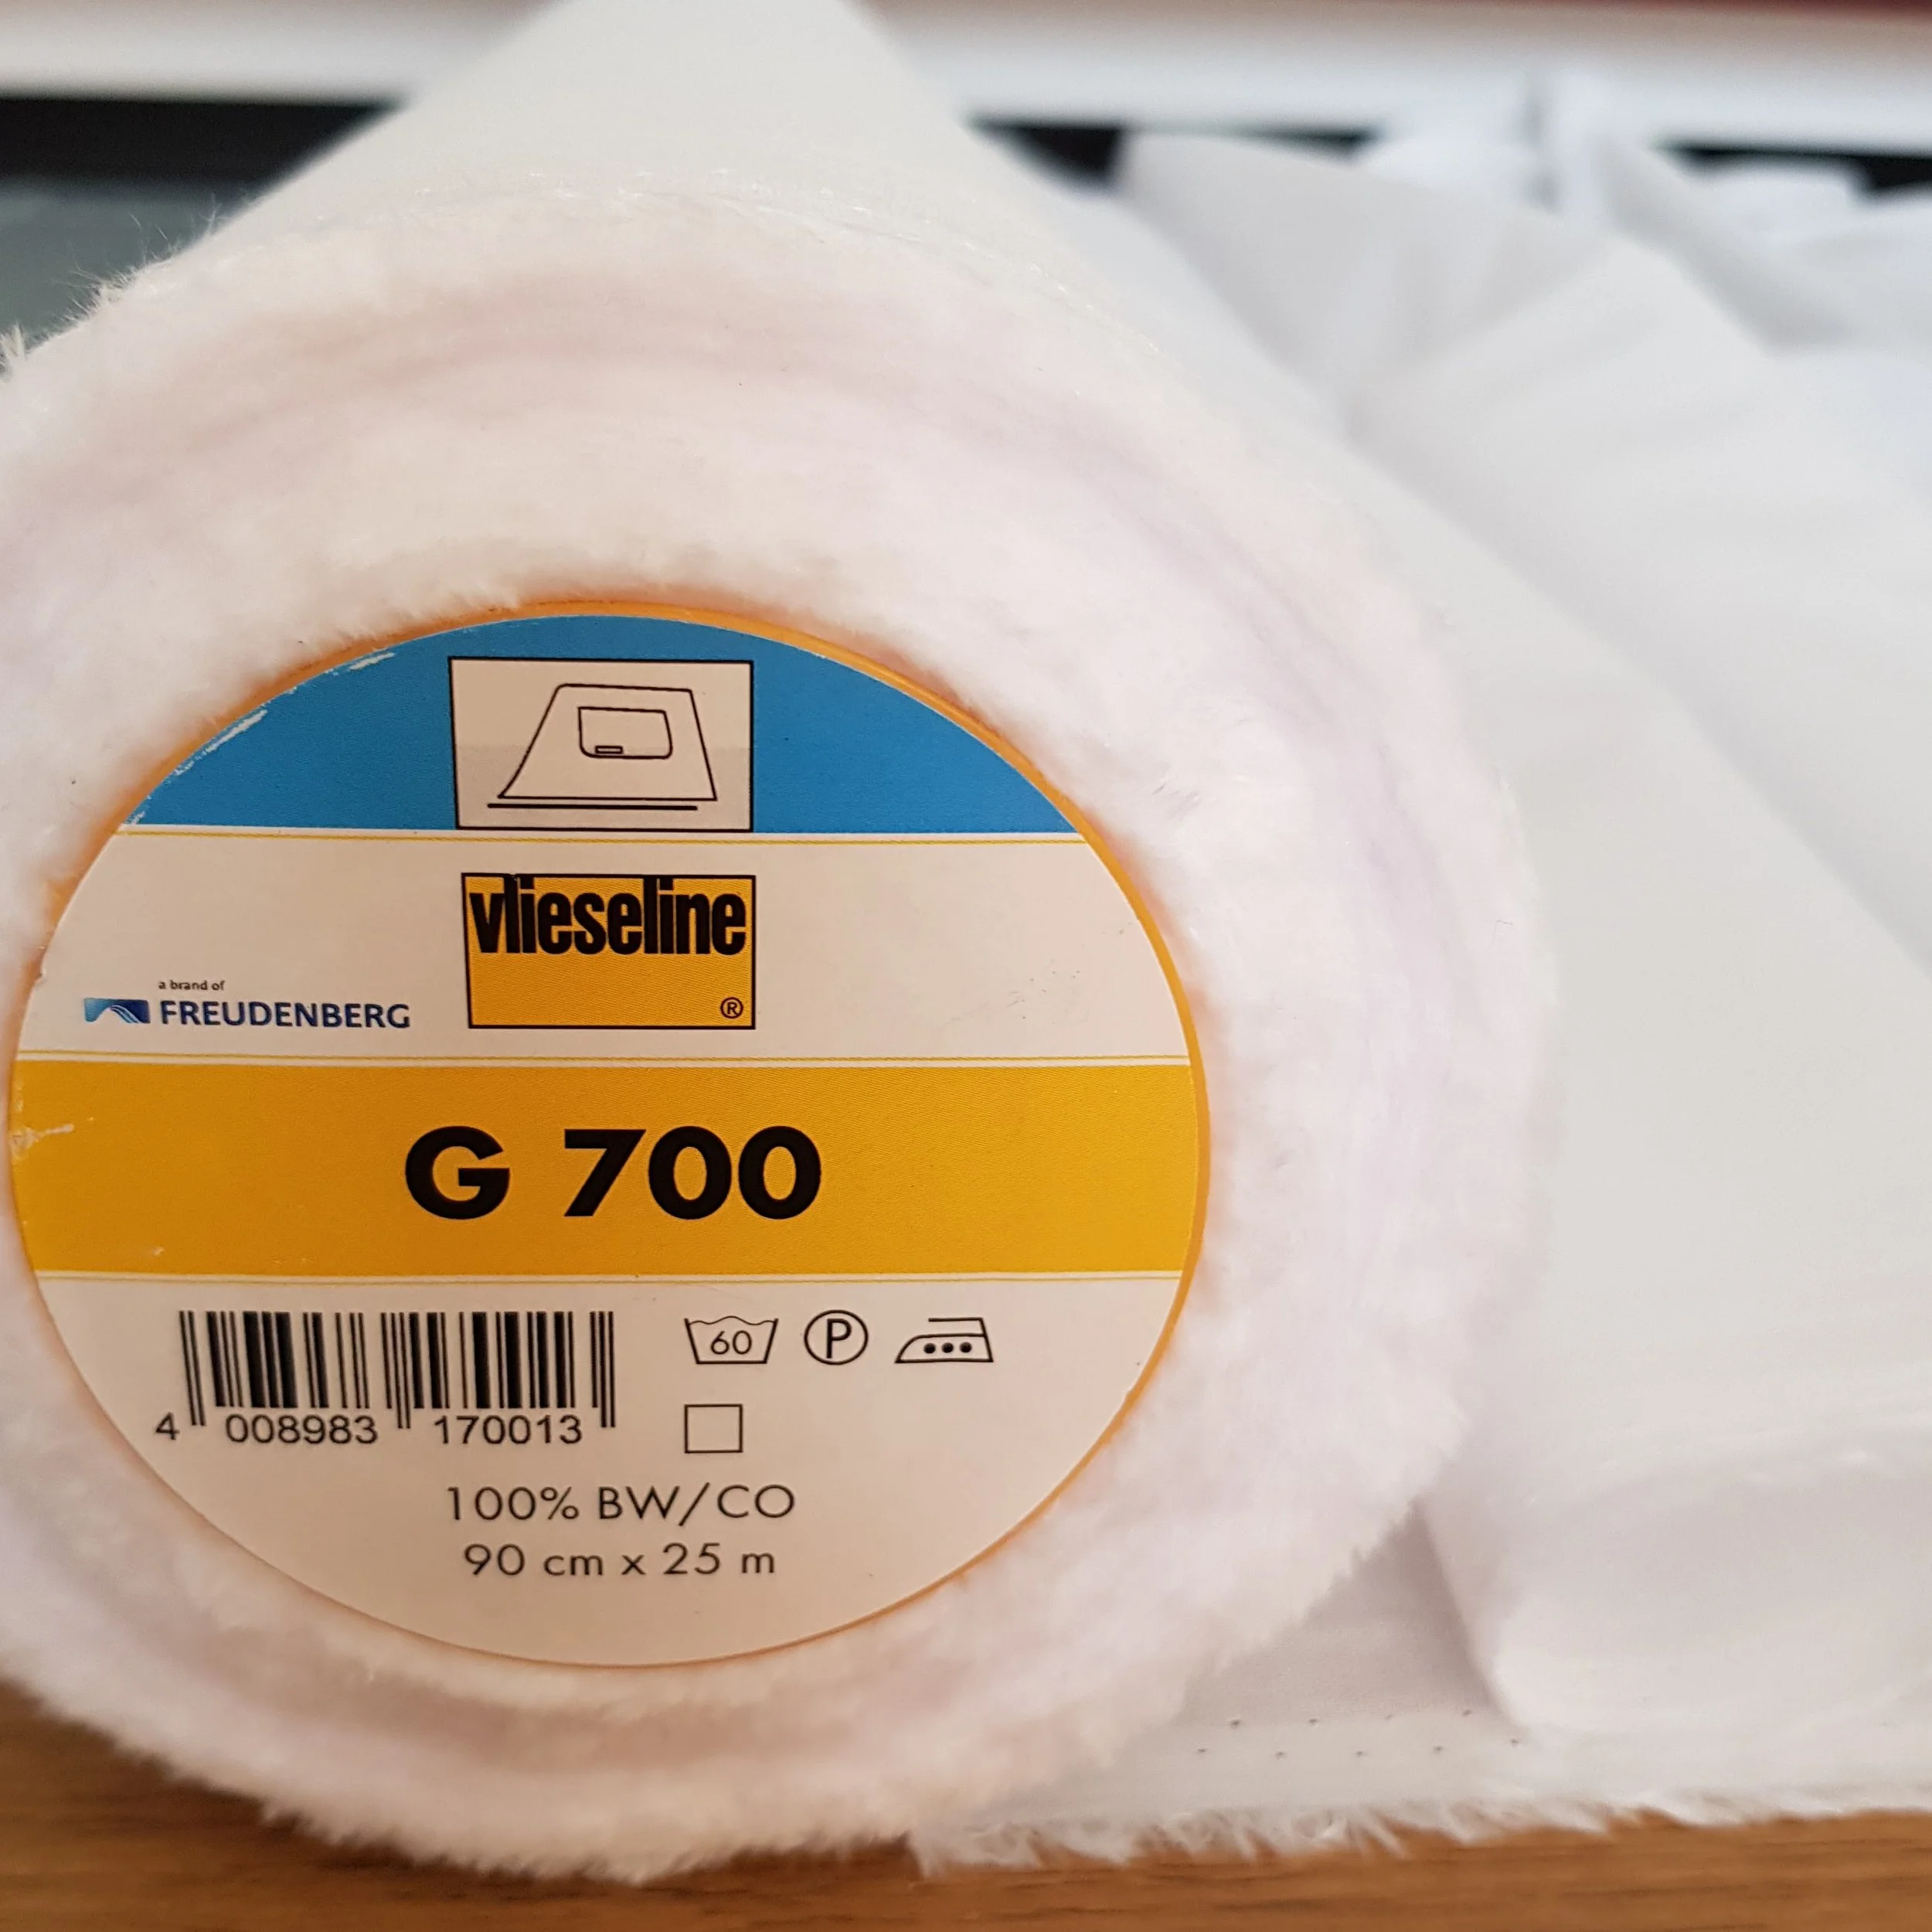 vlieseline
®
a brand of
FREUDENBERG
G 700
60 P
4 008983 170013
100% BW/CO
90 cm x 25 m